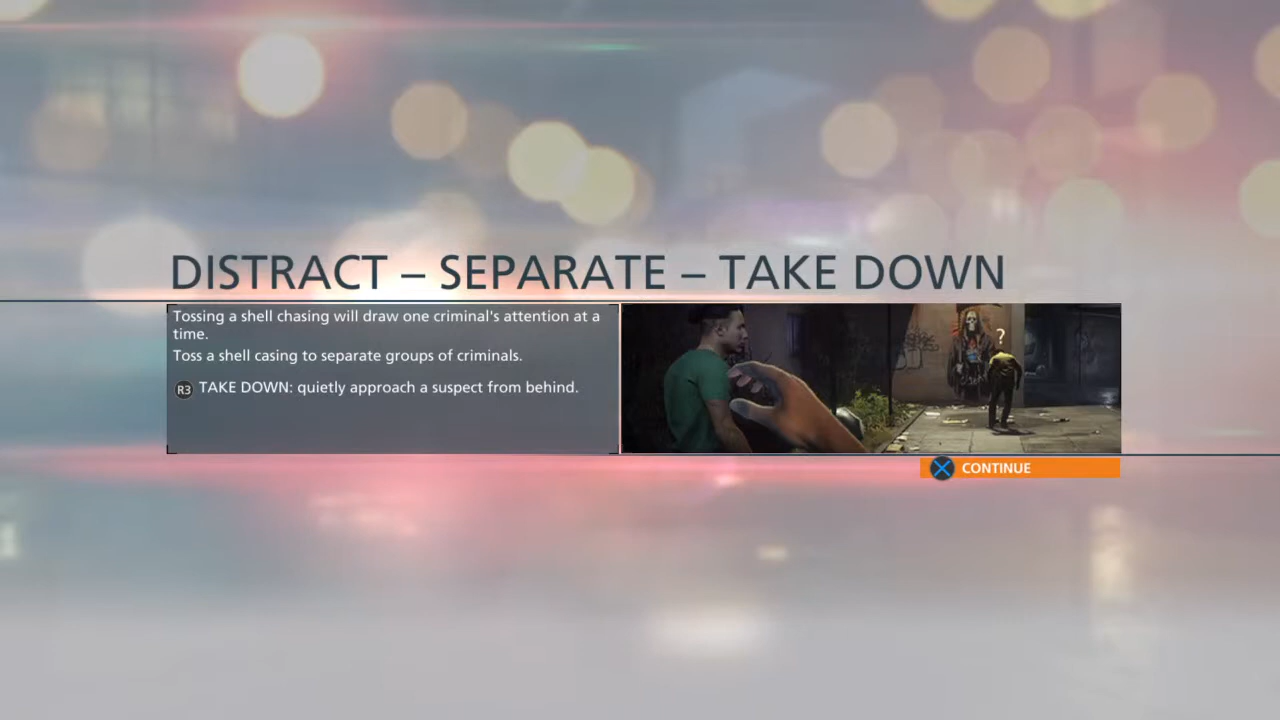 DISTRACT – SEPARATE – TAKE DOWN
Tossing a shell chasing will draw one criminal's attention at a
time.
Toss a shell casing to separate groups of criminals.
R3 TAKE DOWN: quietly approach a suspect from behind.
?
CONTINUE